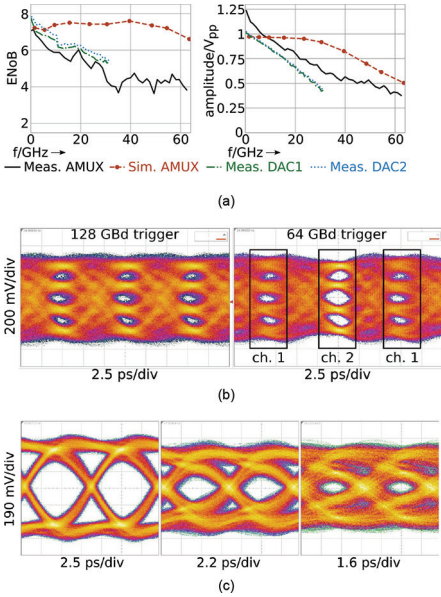 8
6
4
2
ENoB
0
20
40
60
f/GHz →
1.25
1
0.75
0.5
0.25
amplitude/Vpp
0
20
40
60
f/GHz →
Meas. AMUX
Sim. AMUX
Meas. DAC1
Meas. DAC2
(a)
128 GBd trigger
64 GBd trigger
200 mV/div
ch. 1
ch. 2
ch. 1
2.5 ps/div
2.5 ps/div
(b)
190 mV/div
2.5 ps/div
2.2 ps/div
1.6 ps/div
(c)